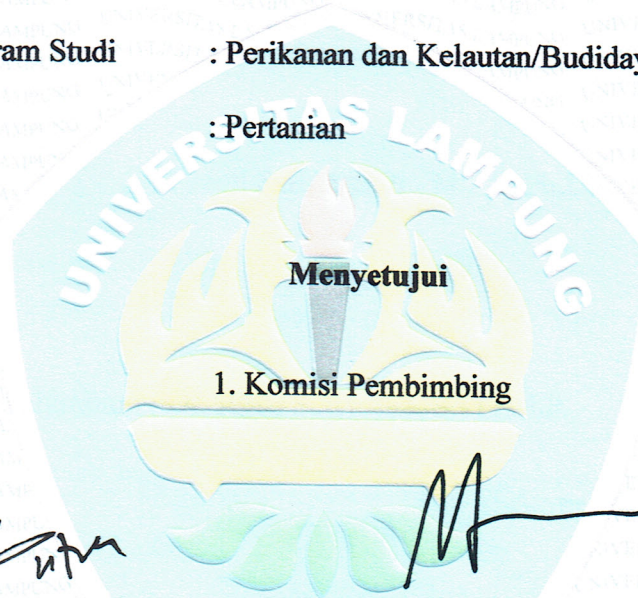 ram Studi : Perikanan dan Kelautan/Budiday
: Pertanian
UNIVERSITAS LAMPUNG
Menyetujui
1. Komisi Pembimbing